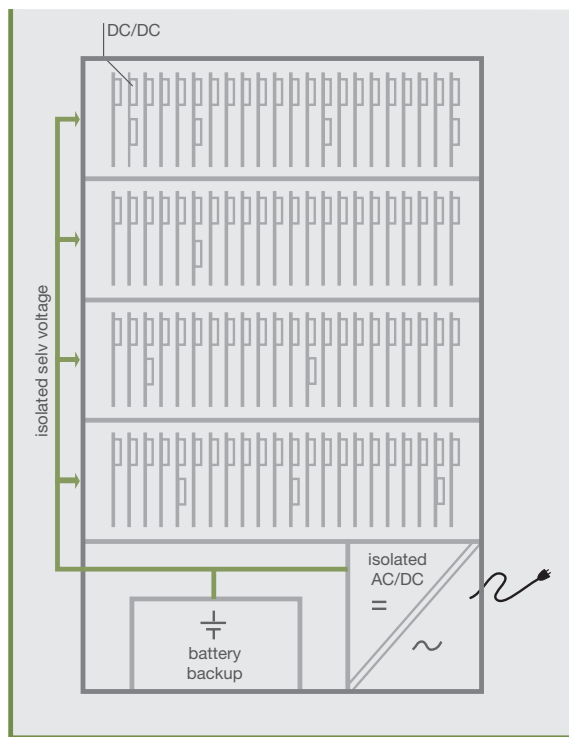 DC/DC
isolated selv voltage
isolated
AC/DC
=
~
battery
backup